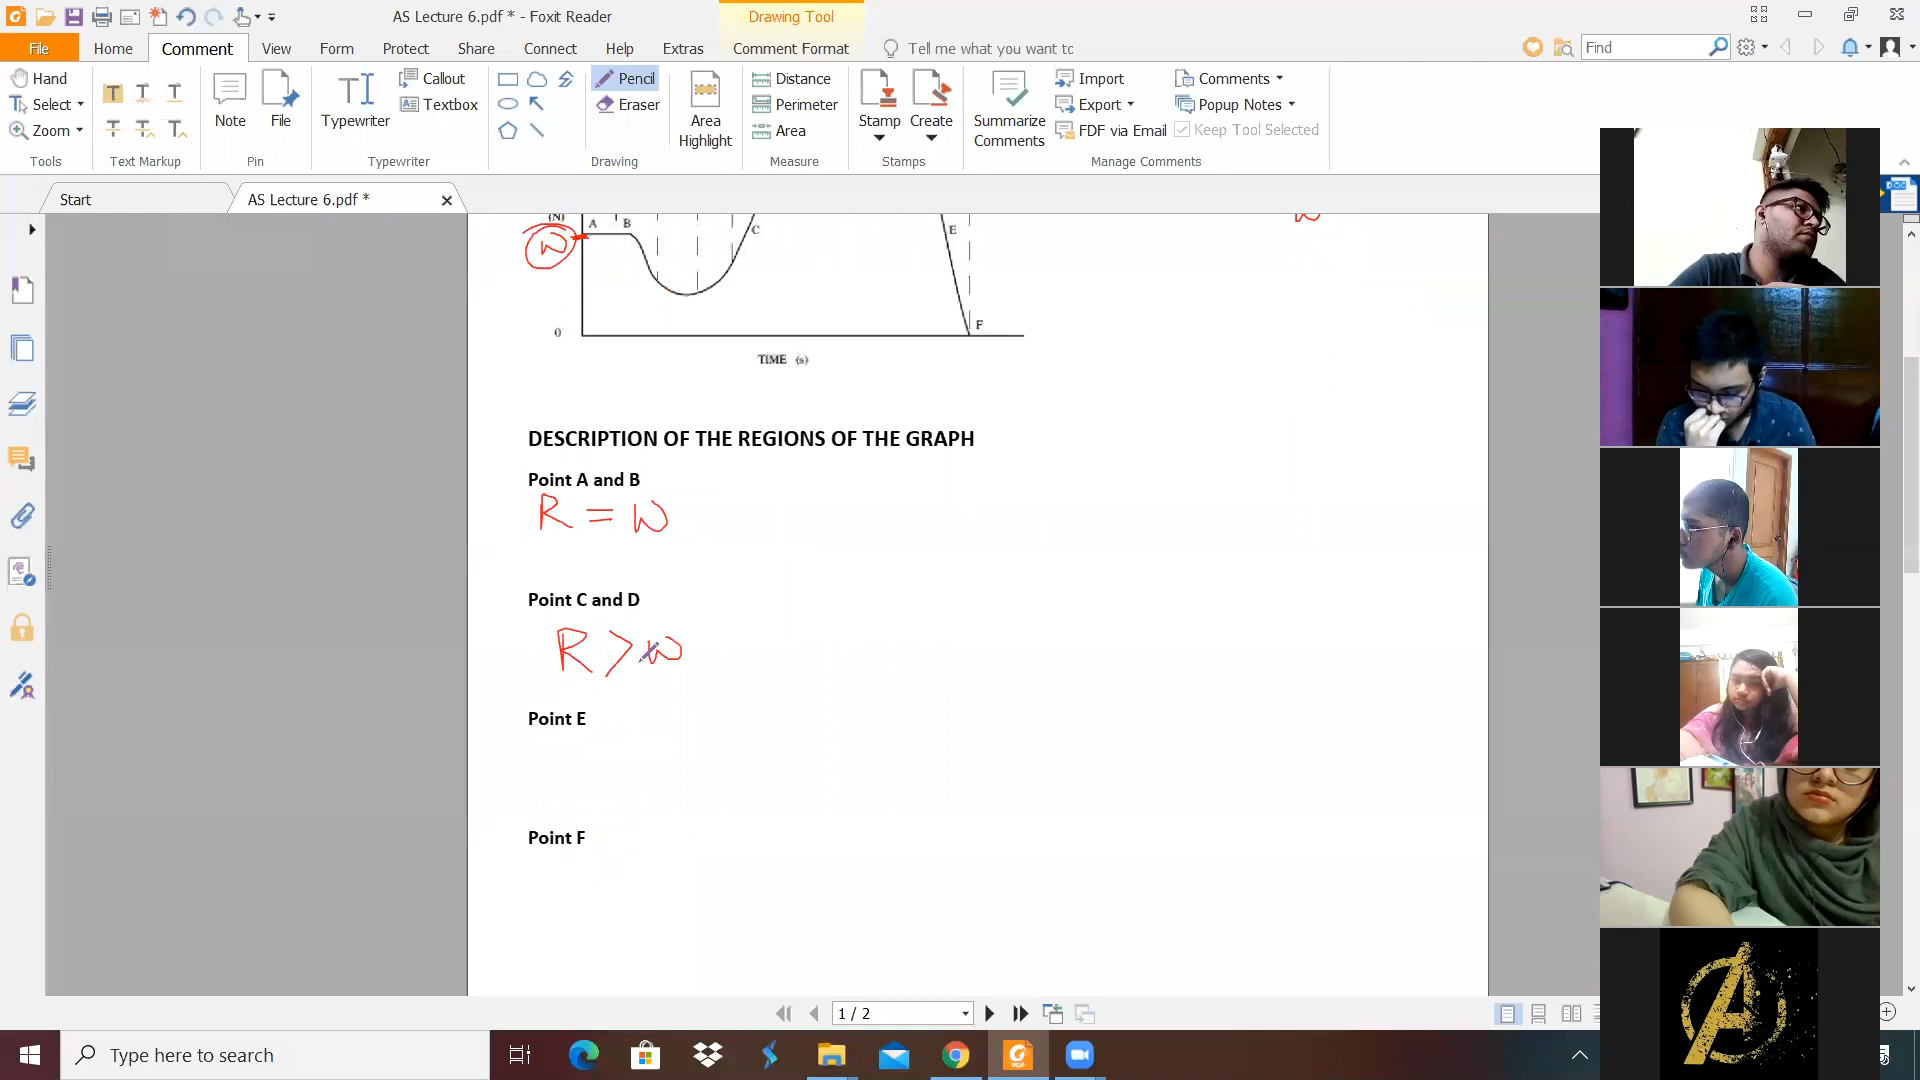 AS Lecture 6.pdf * - Foxit Reader
Drawing Tool
File
Home
Comment
View
Form
Protect
Share
Connect
Help
Extras
Comment Format
Tell me what you want to
Find
Hand
Select
Zoom
Tools
Text Markup
Note
File
Pin
Typewriter
Callout
Textbox
Typewriter
Pencil
Eraser
Drawing
Area
Highlight
Distance
Perimeter
Area
Measure
Stamp
Create
Stamps
Summarize
Comments
Import
Export
FDF via Email
Comments
Popup Notes
Keep Tool Selected
Manage Comments
Start
AS Lecture 6.pdf *
(N)
A
B
C
E
W
W
0
F
TIME (s)
DESCRIPTION OF THE REGIONS OF THE GRAPH
Point A and B
R = W
Point C and D
R > W
Point E
Point F
1 / 2
Type here to search